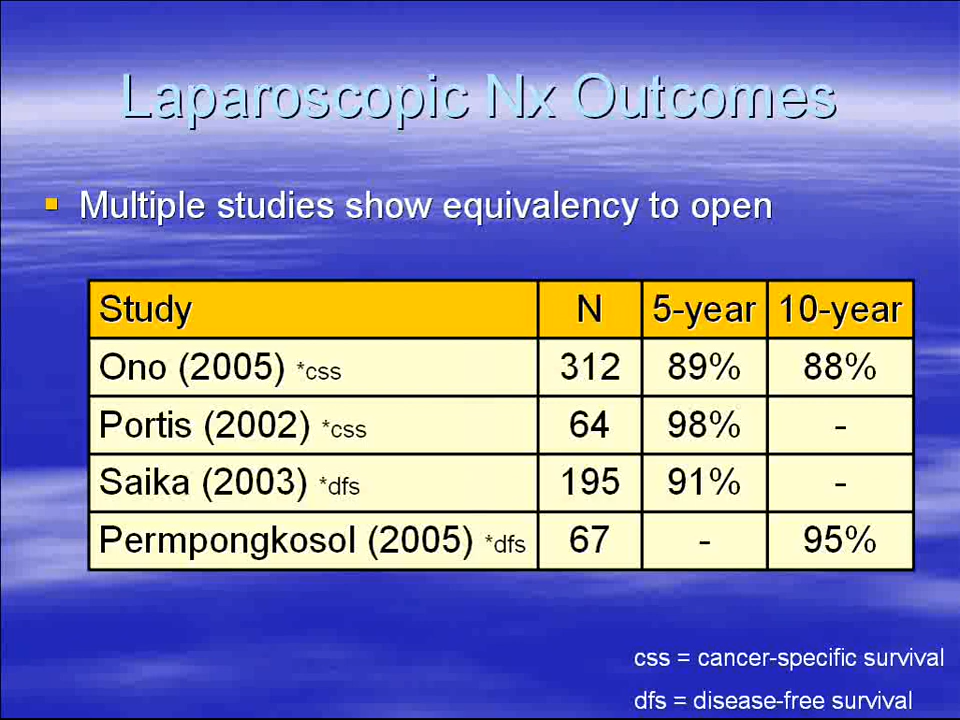 Laparoscopic Nx Outcomes
Multiple studies show equivalency to open
Study N 5-year 10-year
Ono (2005) *css 312 89% 88%
Portis (2002) *css 64 98% -
Saika (2003) *dfs 195 91% -
Permpongkosol (2005) *dfs 67 - 95%
css = cancer-specific survival
dfs = disease-free survival